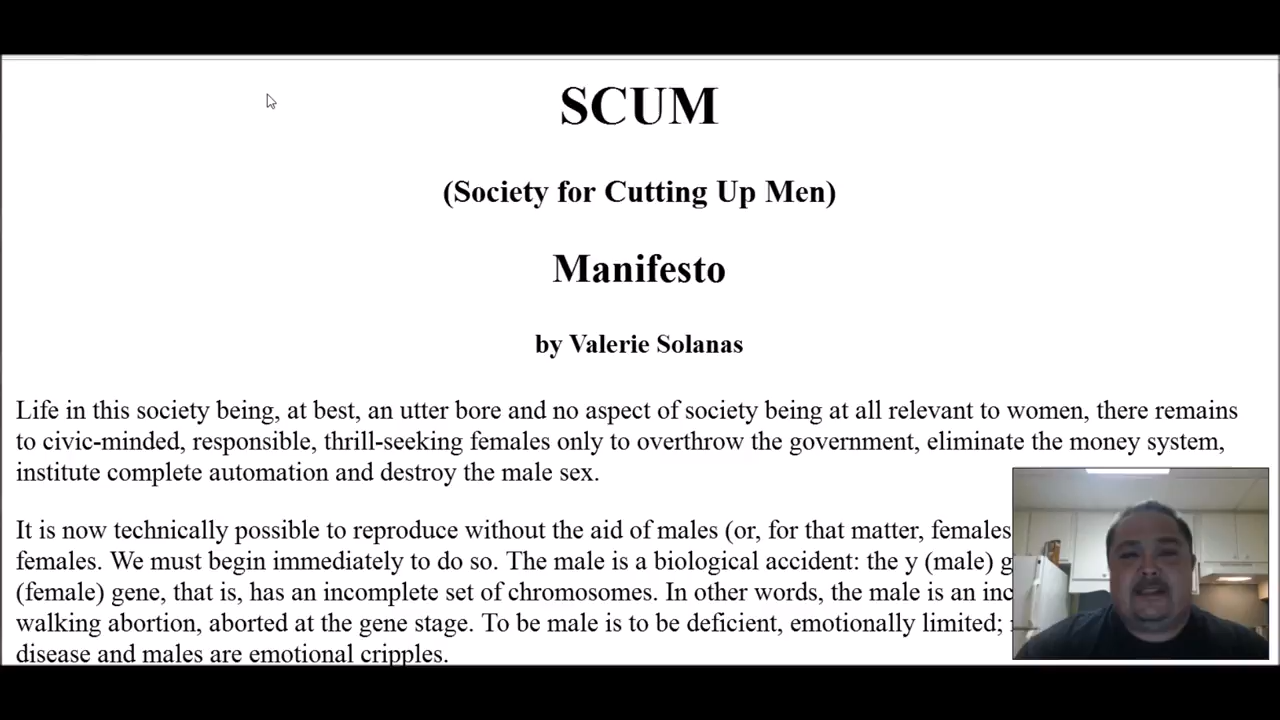 SCUM
(Society for Cutting Up Men)
Manifesto
by Valerie Solanas
Life in this society being, at best, an utter bore and no aspect of society being at all relevant to women, there remains
to civic-minded, responsible, thrill-seeking females only to overthrow the government, eliminate the money system,
institute complete automation and destroy the male sex.
It is now technically possible to reproduce without the aid of males (or, for that matter, females
females. We must begin immediately to do so. The male is a biological accident: the y (male) g
(female) gene, that is, has an incomplete set of chromosomes. In other words, the male is an inc
walking abortion, aborted at the gene stage. To be male is to be deficient, emotionally limited;
disease and males are emotional cripples.